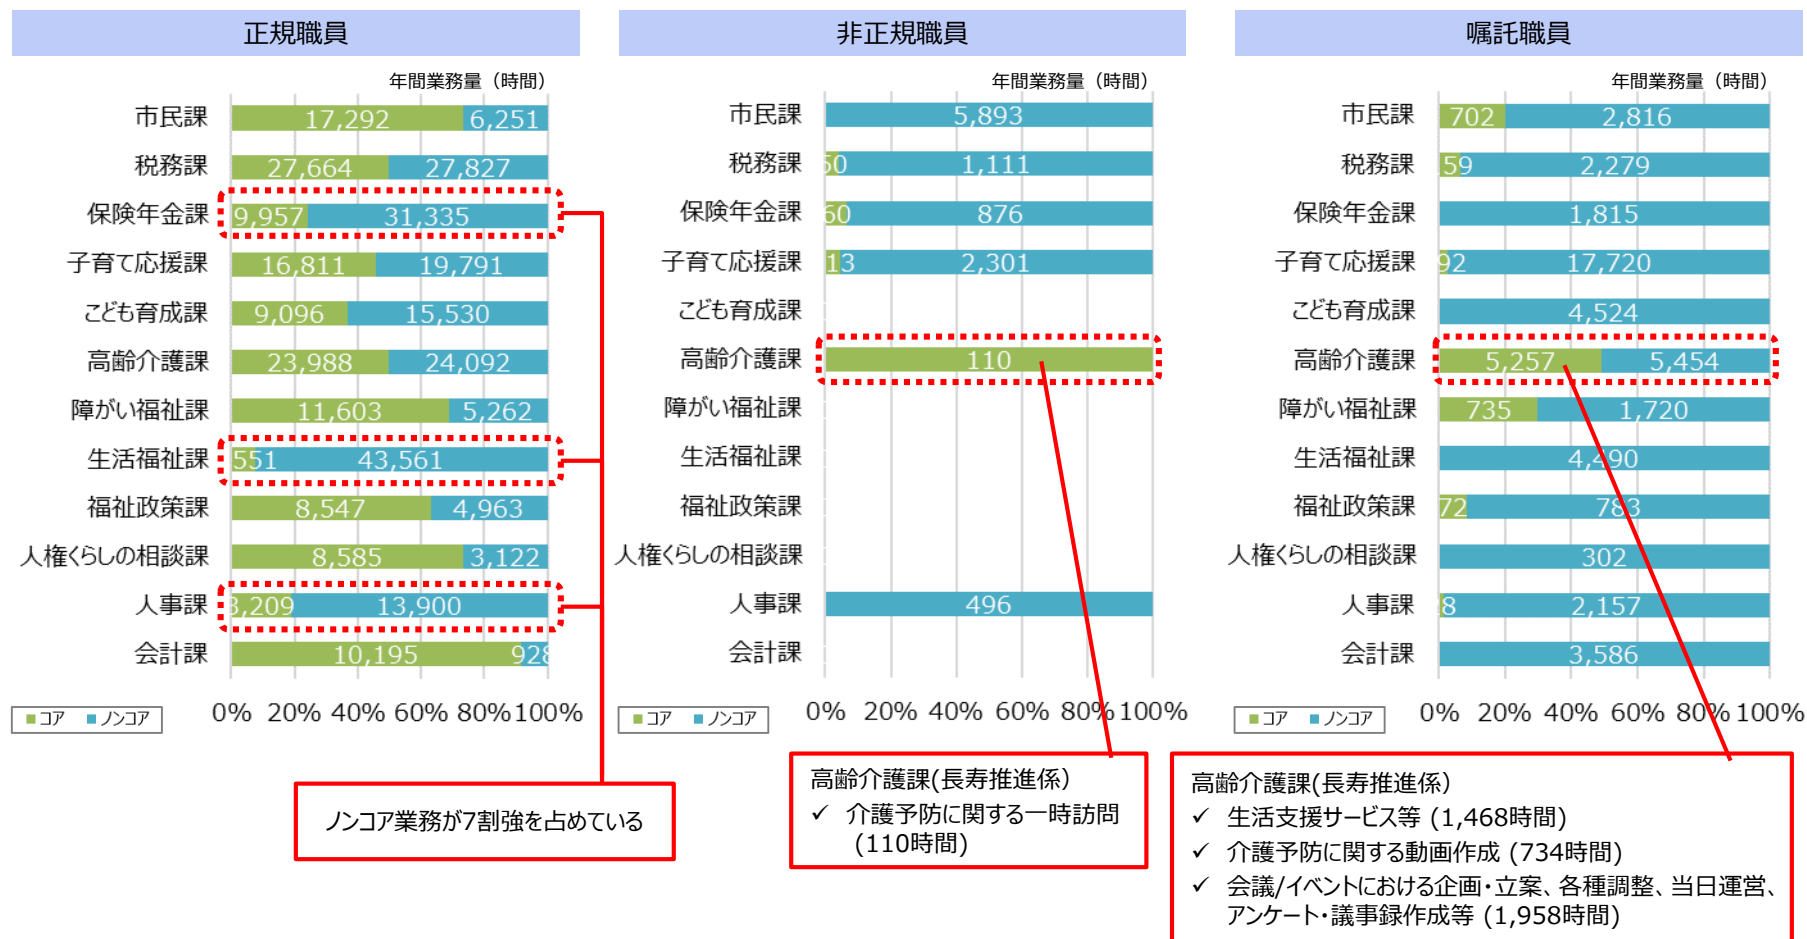 正規職員
年間業務量（時間）
市民課 17,292 6,251
税務課 27,664 27,827
保険年金課 9,957 31,335
子育て応援課 16,811 19,791
こども育成課 9,096 15,530
高齢介護課 23,988 24,092
障がい福祉課 11,603 5,262
生活福祉課 551 43,561
福祉政策課 8,547 4,963
人権くらしの相談課 8,585 3,122
人事課 3,209 13,900
会計課 10,195 928
0% 20% 40% 60% 80% 100%
コア ノンコア
ノンコア業務が7割強を占めている
非正規職員
年間業務量（時間）
市民課 5,893
税務課 50 1,111
保険年金課 60 876
子育て応援課 13 2,301
こども育成課
高齢介護課 110
障がい福祉課
生活福祉課
福祉政策課
人権くらしの相談課
人事課 496
会計課
0% 20% 40% 60% 80% 100%
コア ノンコア
高齢介護課(長寿推進係)
✓ 介護予防に関する一時訪問
(110時間)
嘱託職員
年間業務量（時間）
市民課 702 2,816
税務課 59 2,279
保険年金課 1,815
子育て応援課 92 17,720
こども育成課 4,524
高齢介護課 5,257 5,454
障がい福祉課 735 1,720
生活福祉課 4,490
福祉政策課 72 783
人権くらしの相談課 302
人事課 8 2,157
会計課 3,586
0% 20% 40% 60% 80% 100%
コア ノンコア
高齢介護課(長寿推進係)
✓ 生活支援サービス等 (1,468時間)
✓ 介護予防に関する動画作成 (734時間)
✓ 会議/イベントにおける企画・立案、各種調整、当日運営、
アンケート・議事録作成等 (1,958時間)